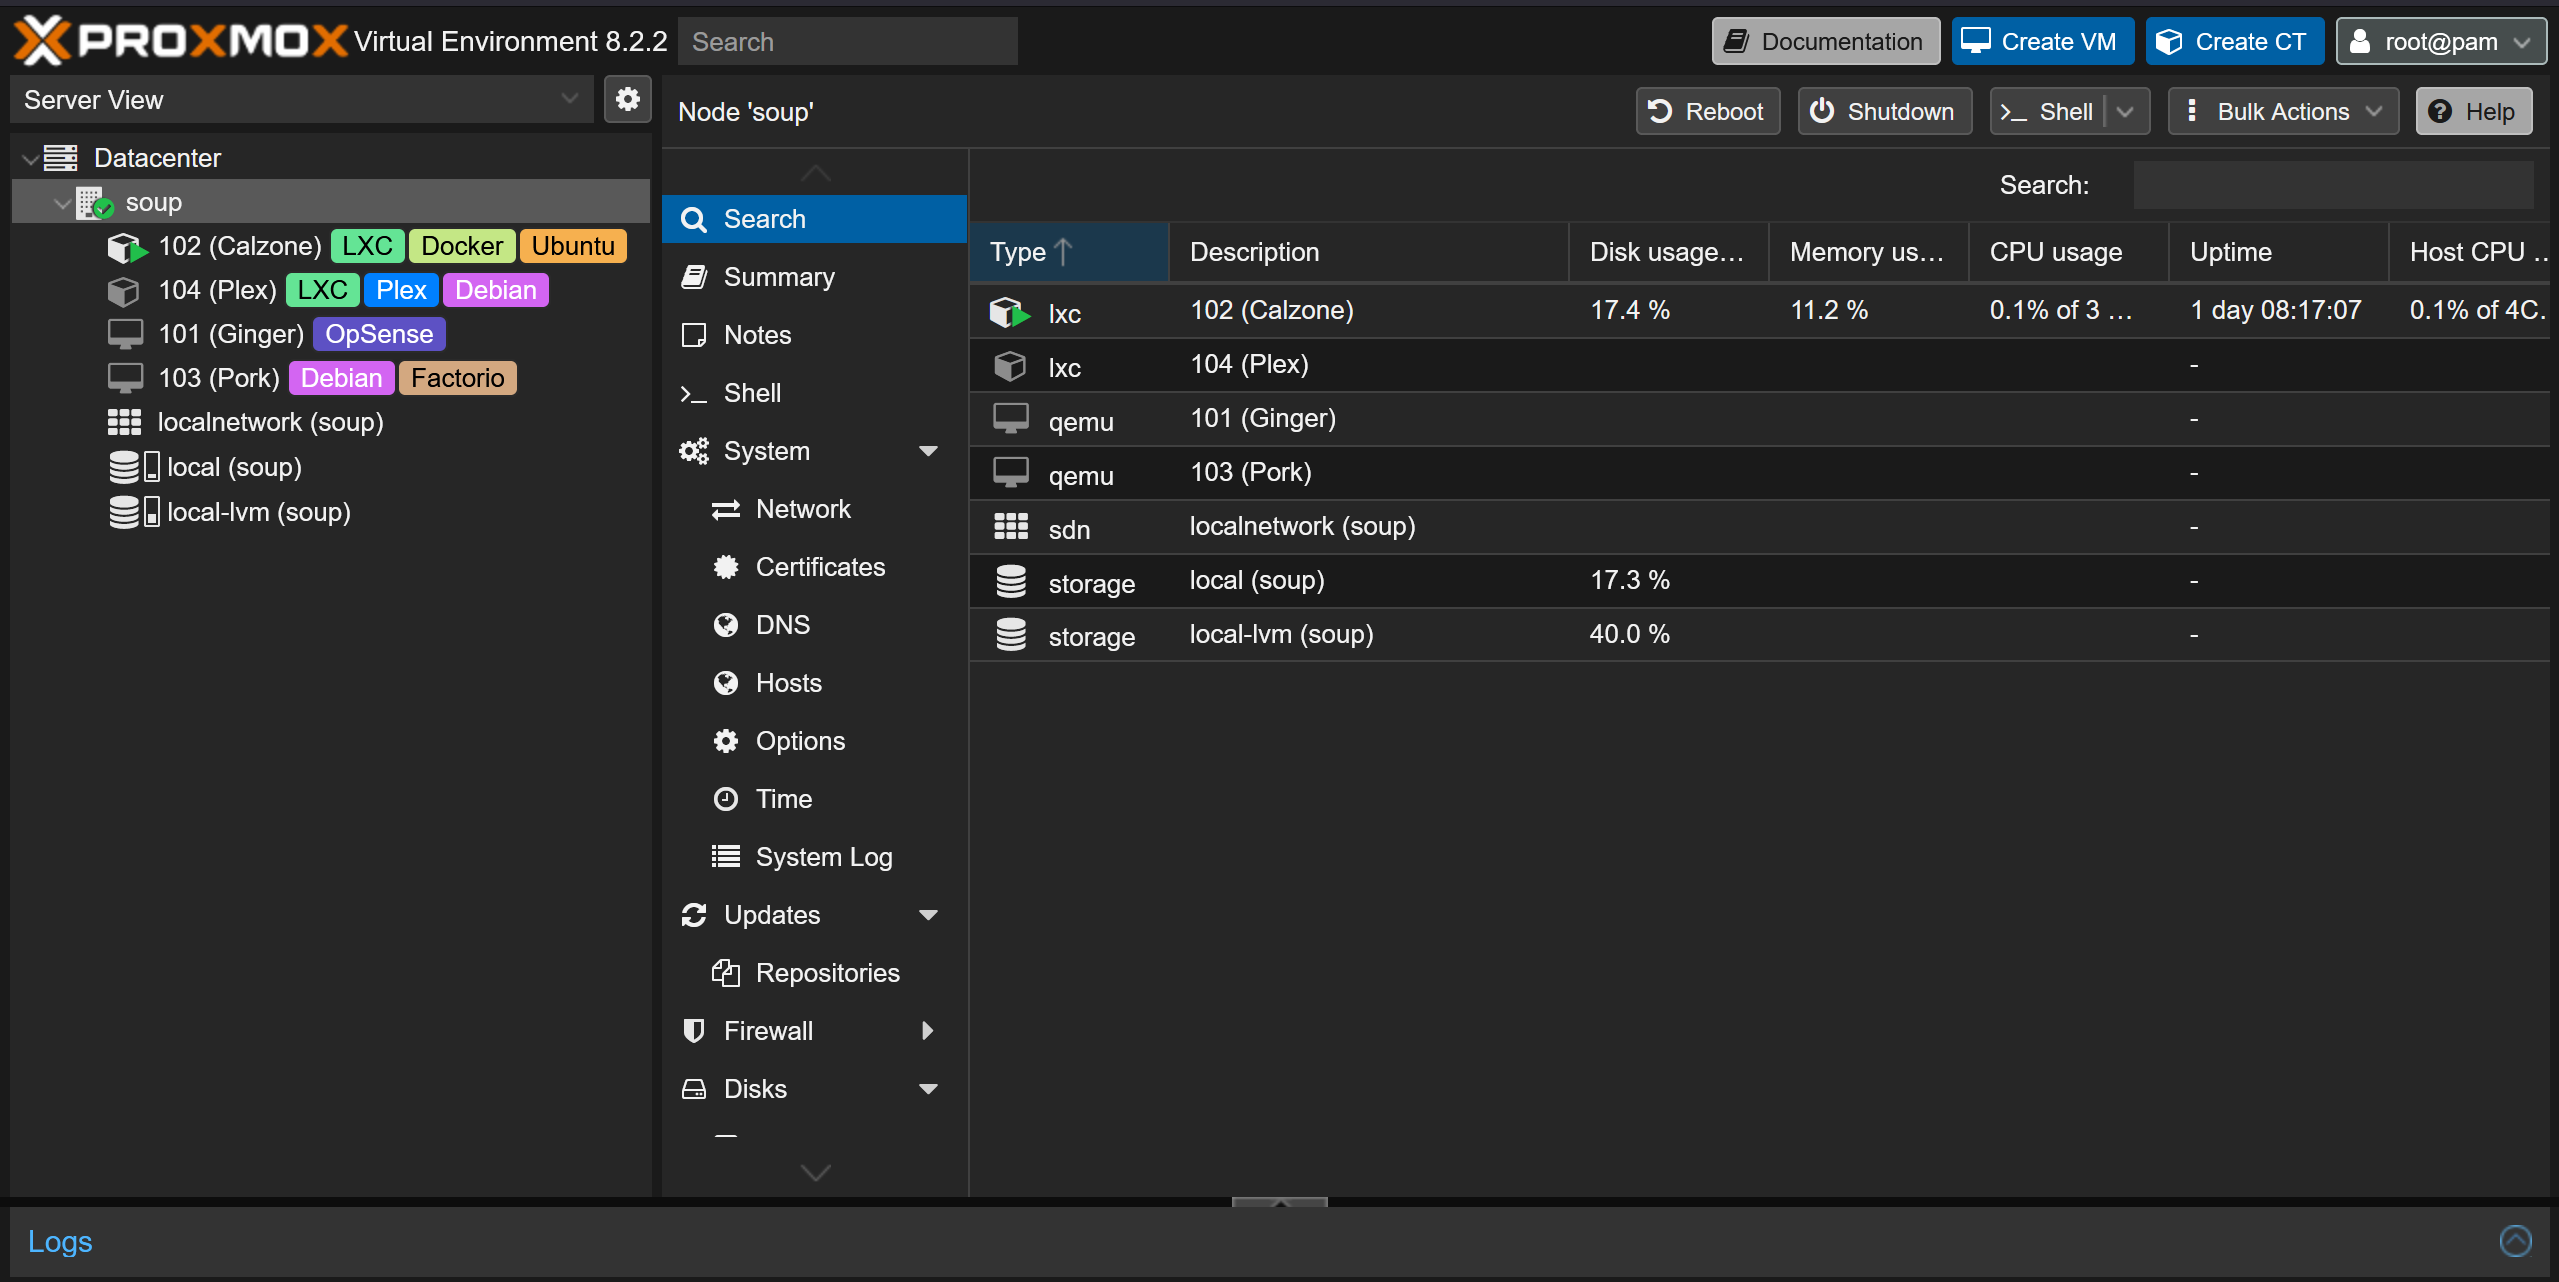 PROXMOX Virtual Environment 8.2.2 Search Documentation Create VM Create CT root@pam
Server View
Node 'soup' Reboot Shutdown Shell Bulk Actions Help
Datacenter
soup
102 (Calzone) LXC Docker Ubuntu
104 (Plex) LXC Plex Debian
101 (Ginger) OpSense
103 (Pork) Debian Factorio
localnetwork (soup)
local (soup)
local-lvm (soup)
Search
Summary
Notes
Shell
System
Network
Certificates
DNS
Hosts
Options
Time
System Log
Updates
Repositories
Firewall
Disks
Search:
Type Description Disk usage... Memory us... CPU usage Uptime Host CPU ...
lxc 102 (Calzone) 17.4 % 11.2 % 0.1% of 3 ... 1 day 08:17:07 0.1% of 4C.
lxc 104 (Plex) -
qemu 101 (Ginger) -
qemu 103 (Pork) -
sdn localnetwork (soup) -
storage local (soup) 17.3 % -
storage local-lvm (soup) 40.0 % -
Logs